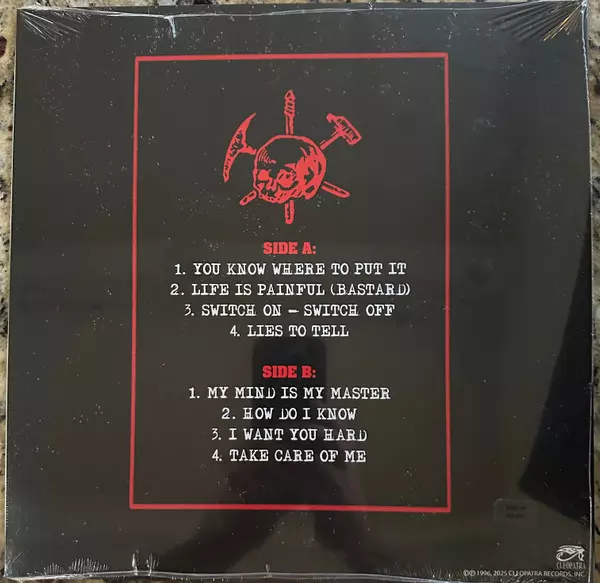 SIDE A:
1. YOU KNOW WHERE TO PUT IT
2. LIFE IS PAINFUL (BASTARD)
3. SWITCH ON – SWITCH OFF
4. LIES TO TELL
SIDE B:
1. MY MIND IS MY MASTER
2. HOW DO I KNOW
3. I WANT YOU HARD
4. TAKE CARE OF ME
CLEOPATRA
©℗ 1996, 2025 CLEOPATRA RECORDS, INC.